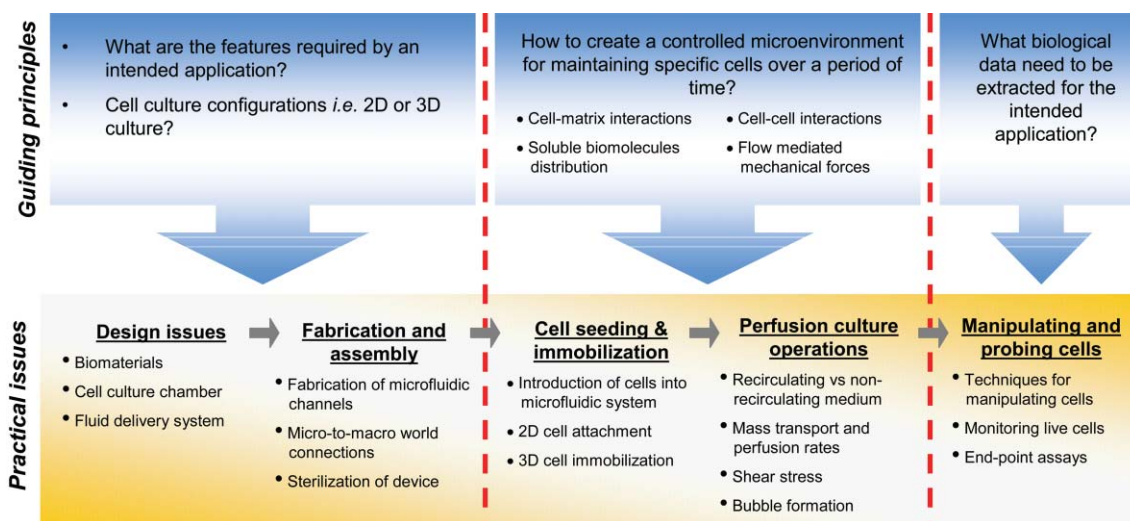 Guiding principles
• What are the features required by an
intended application?
• Cell culture configurations i.e. 2D or 3D
culture?
How to create a controlled microenvironment
for maintaining specific cells over a period of
time?
• Cell-matrix interactions
• Soluble biomolecules
distribution
• Cell-cell interactions
• Flow mediated
mechanical forces
What biological
data need to be
extracted for the
intended
application?
Practical issues
Design issues
• Biomaterials
• Cell culture chamber
• Fluid delivery system
Fabrication and
assembly
• Fabrication of microfluidic
channels
• Micro-to-macro world
connections
• Sterilization of device
Cell seeding &
immobilization
• Introduction of cells into
microfluidic system
• 2D cell attachment
• 3D cell immobilization
Perfusion culture
operations
• Recirculating vs non-
recirculating medium
• Mass transport and
perfusion rates
• Shear stress
• Bubble formation
Manipulating and
probing cells
• Techniques for
manipulating cells
• Monitoring live cells
• End-point assays